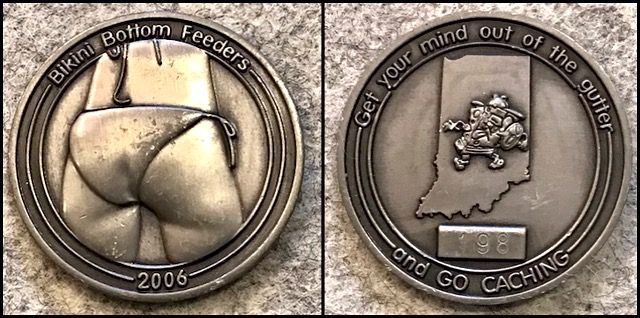 Bikini Bottom Feeders
2006
Get your mind out of the gutter
198
and GO CACHING